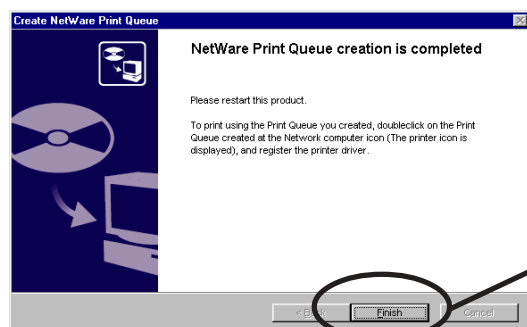 Create NetWare Print Queue
NetWare Print Queue creation is completed
Please restart this product.
To print using the Print Queue you created, doubleclick on the Print
Queue created at the Network computer icon (The printer icon is
displayed), and register the printer driver.
Finish
Cancel